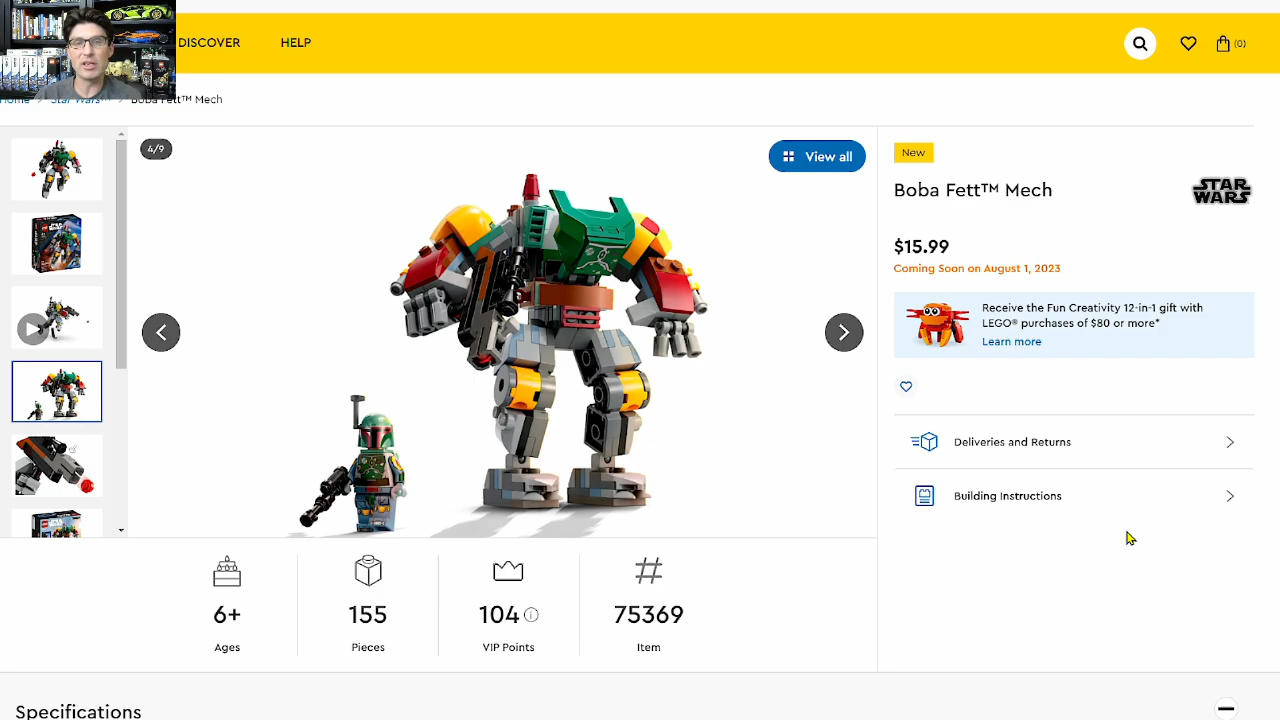 DISCOVER
HELP
(0)
Home > Star Wars™ > Boba Fett™ Mech
4/9
View all
New
Boba Fett™ Mech
STAR
WARS
$15.99
Coming Soon on August 1, 2023
Receive the Fun Creativity 12-in-1 gift with
LEGO® purchases of $80 or more*
Learn more
Deliveries and Returns
Building Instructions
6+
155
104
75369
Ages
Pieces
VIP Points
Item
Specifications